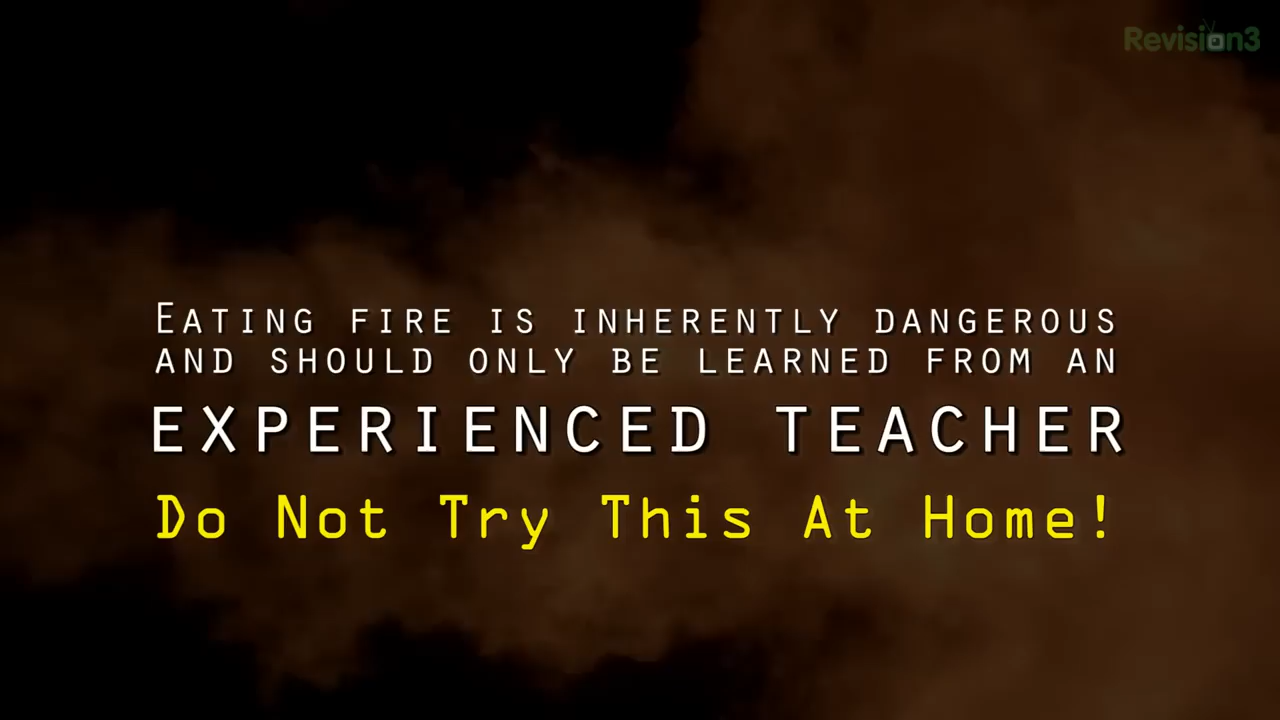 Revision3
Eating fire is inherently dangerous
and should only be learned from an
EXPERIENCED TEACHER
Do Not Try This At Home!